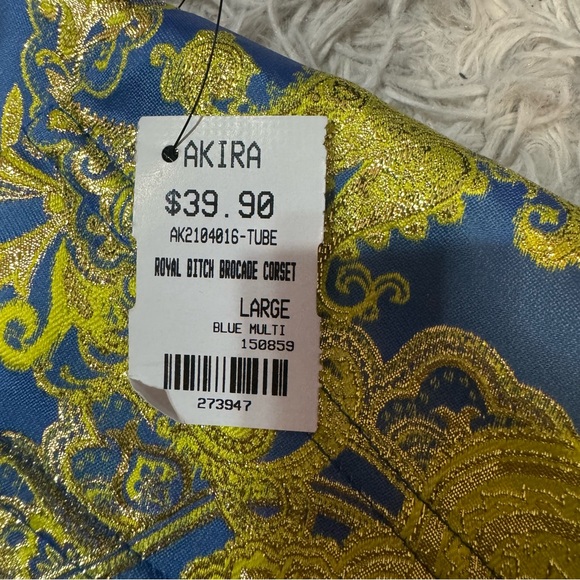 AKIRA
$39.90
AK2104016-TUBE
ROYAL BITCH BROCADE CORSET
LARGE
BLUE MULTI
150859
273947